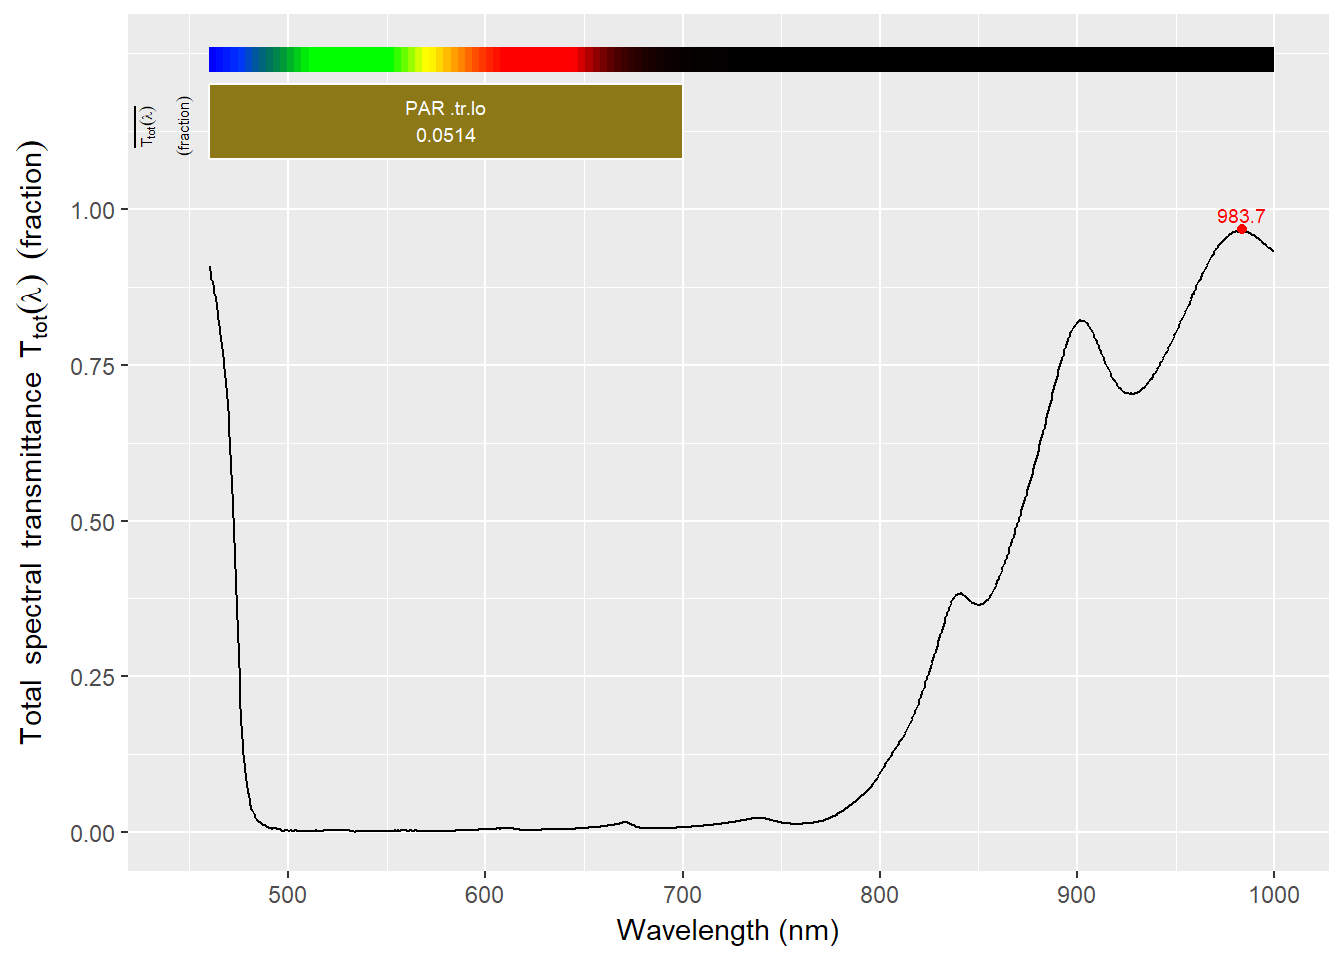 PAR .tr.lo
0.0514
Ttot(λ)
(fraction)
Total spectral transmittance Ttot(λ) (fraction)
1.00
0.75
0.50
0.25
0.00
983.7
500 600 700 800 900 1000
Wavelength (nm)